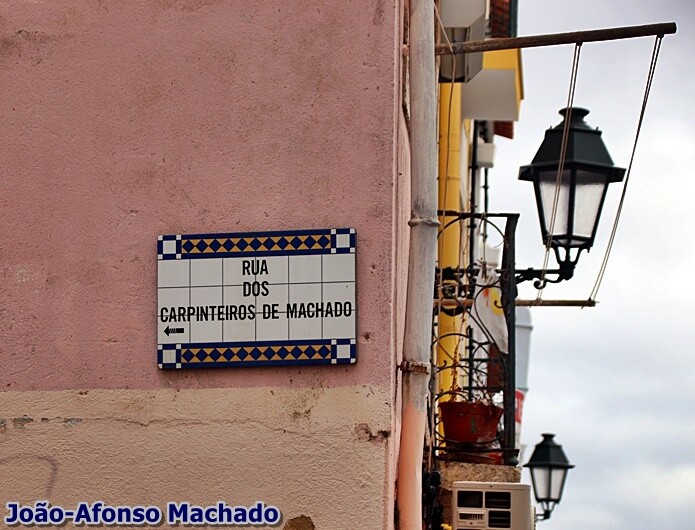 RUA
DOS
CARPINTEIROS DE MACHADO
João-Afonso Machado